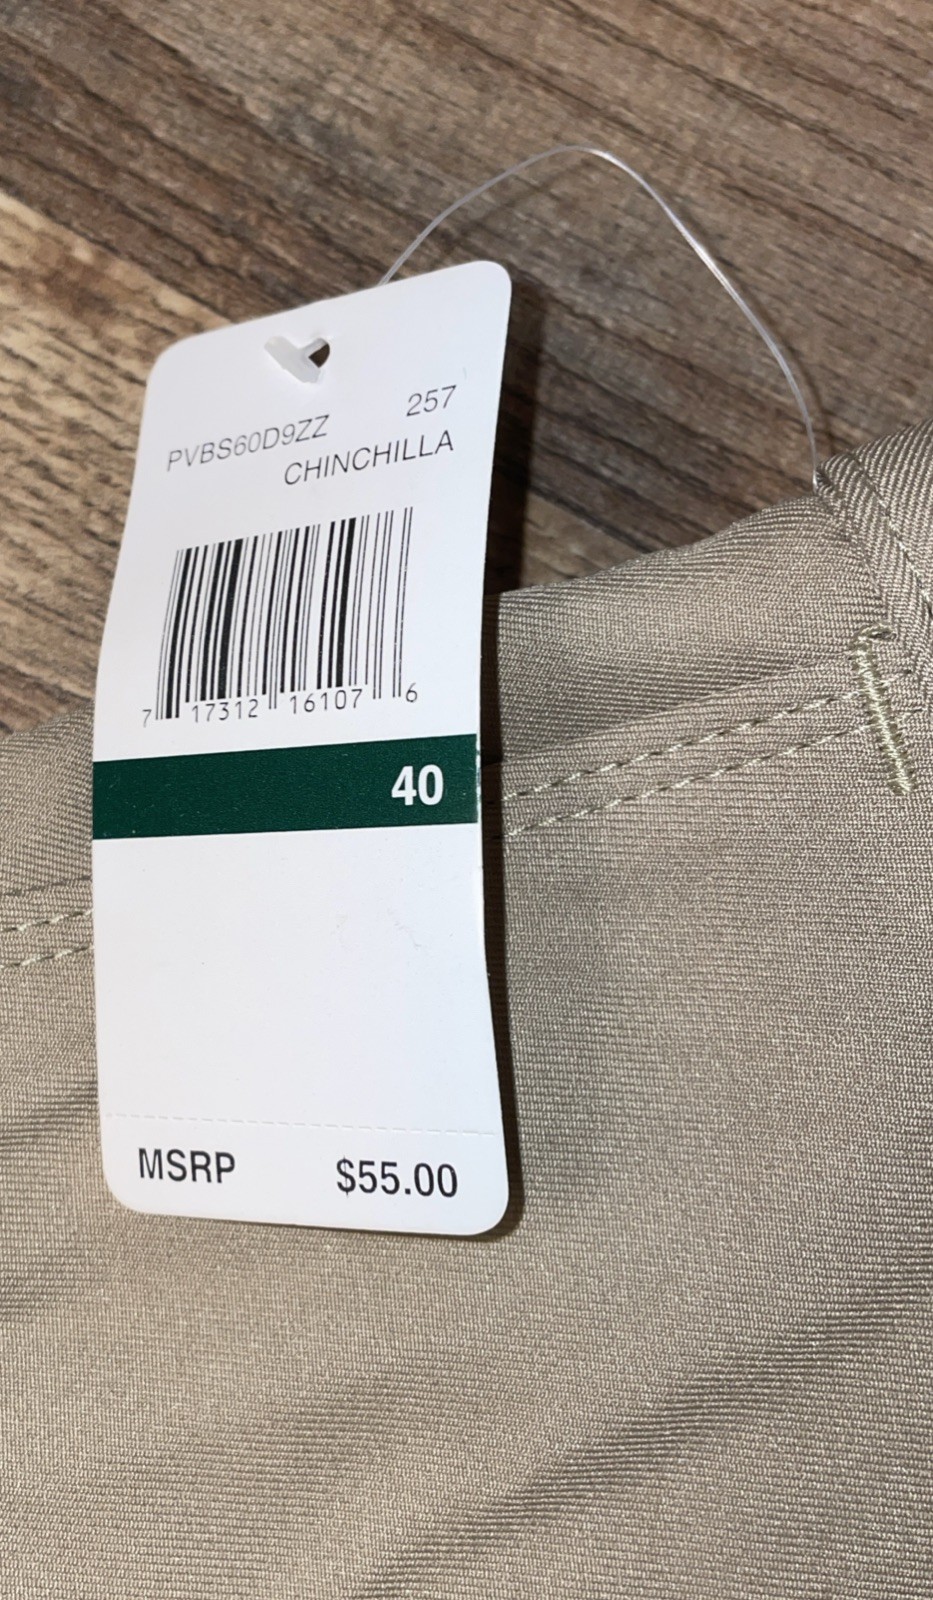 PVBS60D9ZZ 257
CHINCHILLA
7 17312 16107 6
40
MSRP $55.00